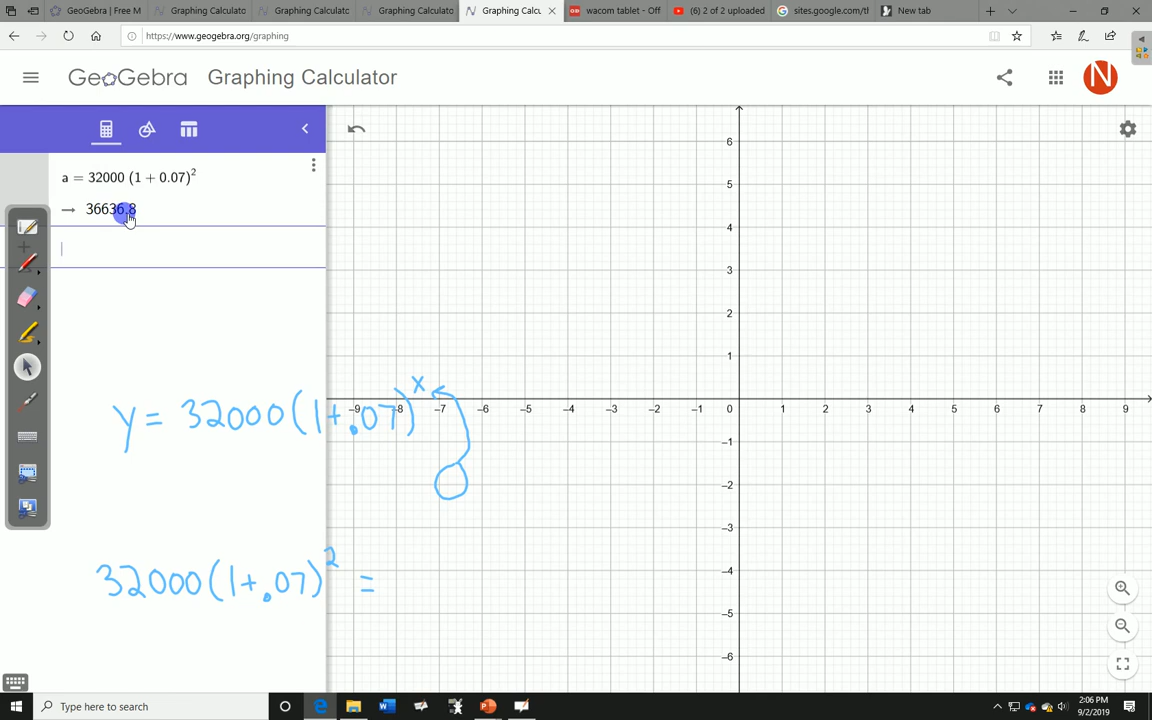 GeoGebra | Free M
Graphing Calculato
Graphing Calculato
Graphing Calculato
Graphing Calcu
wacom tablet - Off
(6) 2 of 2 uploaded
sites.google.com/tl
New tab
https://www.geogebra.org/graphing
GeoGebra Graphing Calculator
N
a = 32000 (1 + 0.07)²
→ 36636.8
y = 32000(1+.07)ˣ
32000(1+.07)² =
6
5
4
3
2
1
-9 -8 -7 -6 -5 -4 -3 -2 -1 0 1 2 3 4 5 6 7 8 9
-1
-2
-3
-4
-5
-6
Type here to search
2:06 PM
9/2/2019